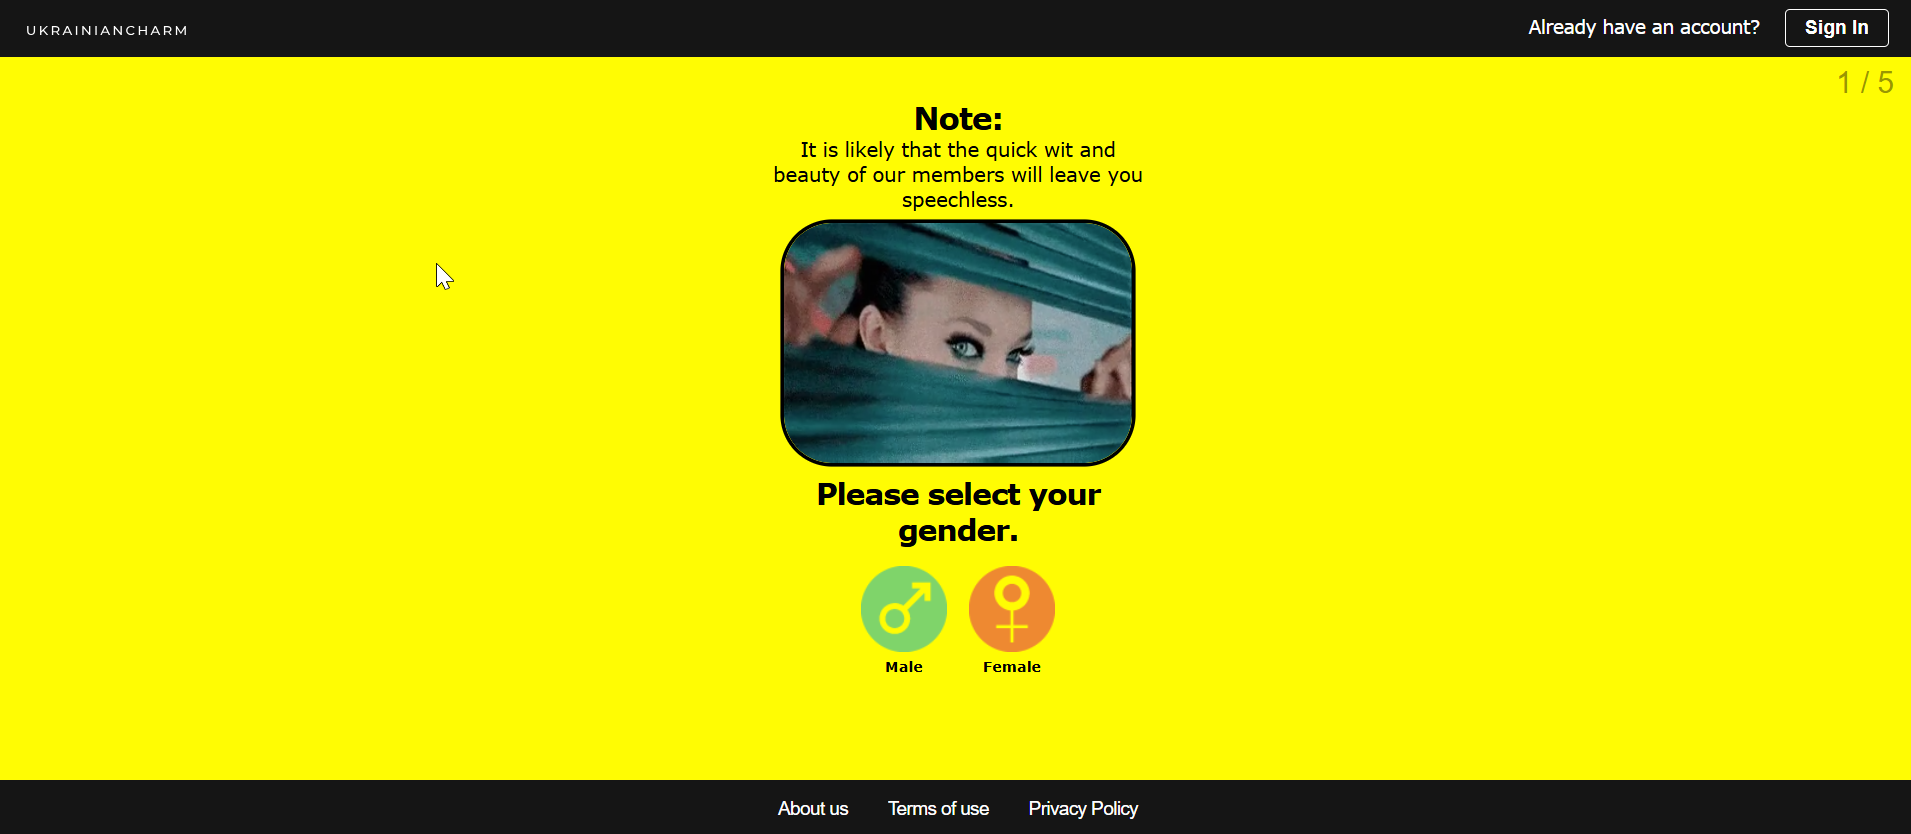 UKRAINIANCHARM
Already have an account?
Sign In
1 / 5
Note:
It is likely that the quick wit and
beauty of our members will leave you
speechless.
Please select your
gender.
Male
Female
About us
Terms of use
Privacy Policy